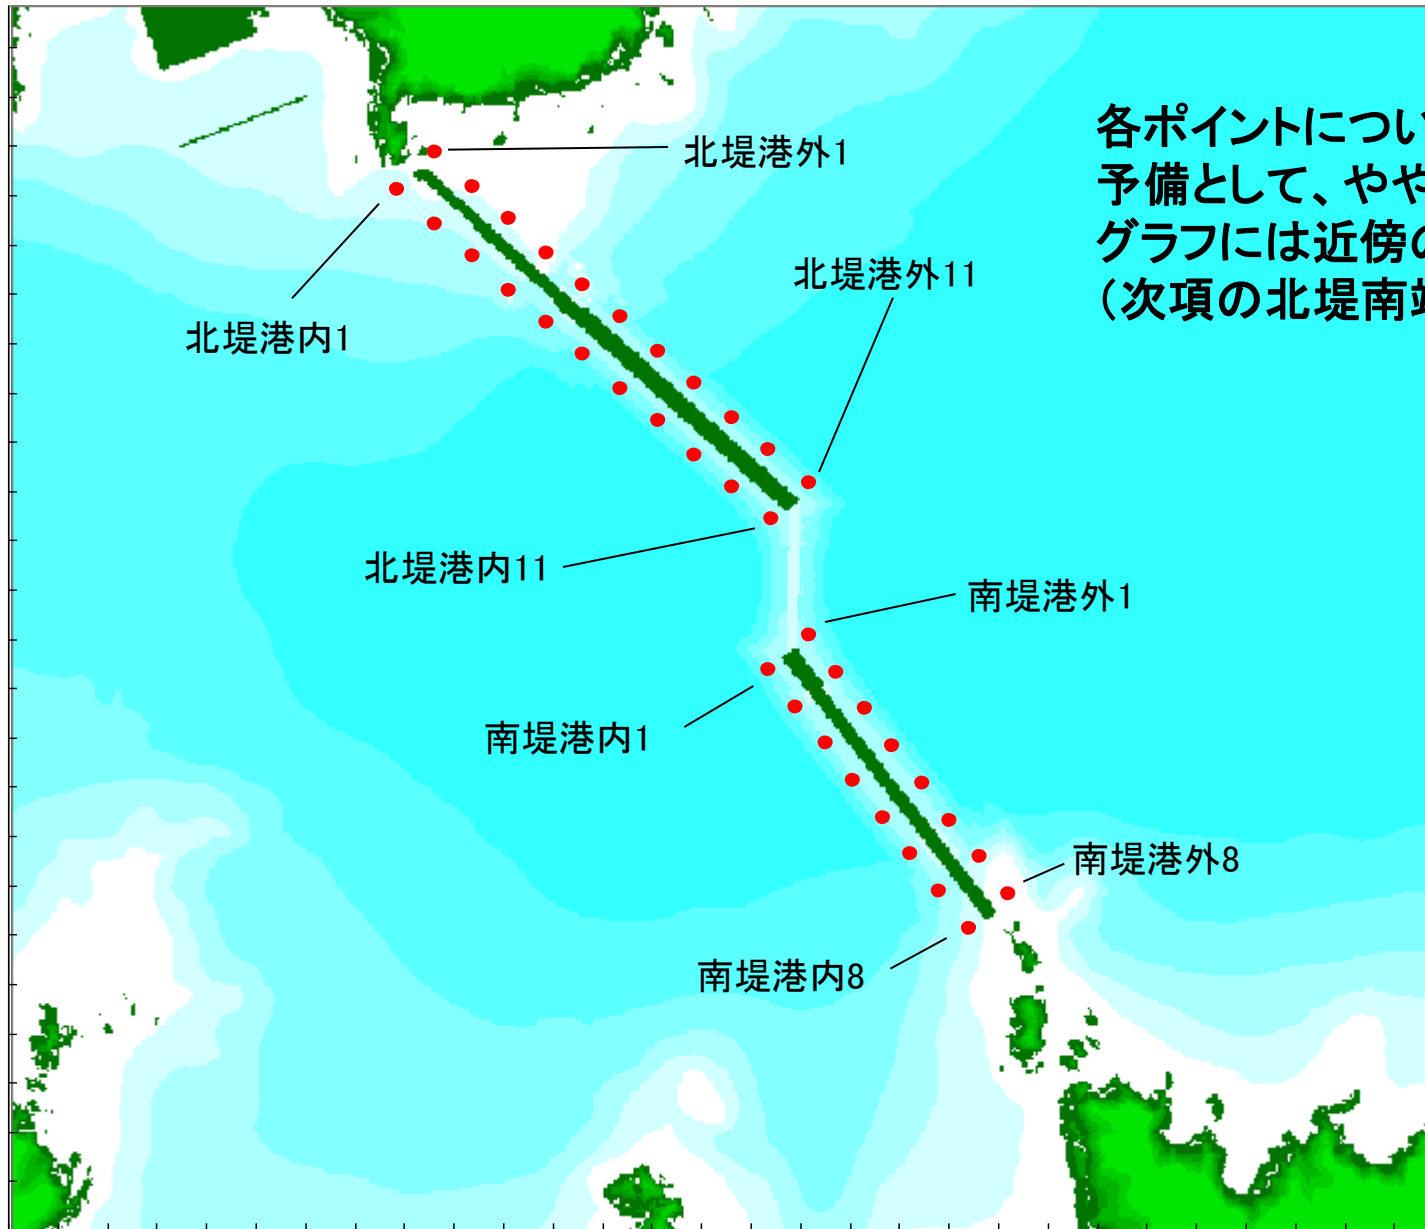 北堤港外1
各ポイントについ
予備として、やや
グラフには近傍の
（次項の北堤南端
北堤港外11
北堤港内1
北堤港内11
南堤港外1
南堤港内1
南堤港外8
南堤港内8